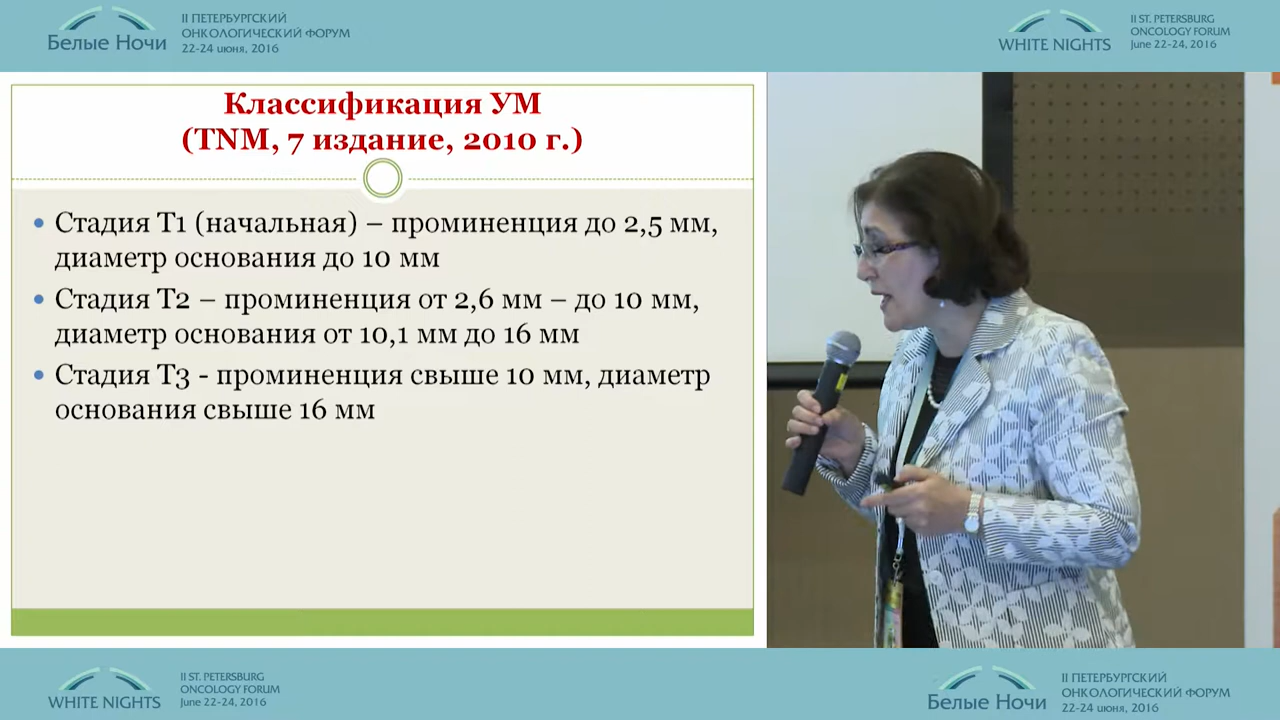 Белые Ночи
II ПЕТЕРБУРГСКИЙ
ОНКОЛОГИЧЕСКИЙ ФОРУМ
22-24 июня, 2016
WHITE NIGHTS
II ST. PETERSBURG
ONCOLOGY FORUM
June 22-24, 2016
Классификация УМ
(TNM, 7 издание, 2010 г.)
• Стадия Т1 (начальная) – проминенция до 2,5 мм,
диаметр основания до 10 мм
• Стадия Т2 – проминенция от 2,6 мм – до 10 мм,
диаметр основания от 10,1 мм до 16 мм
• Стадия Т3 - проминенция свыше 10 мм, диаметр
основания свыше 16 мм
WHITE NIGHTS
II ST. PETERSBURG
ONCOLOGY FORUM
June 22-24, 2016
Белые Ночи
II ПЕТЕРБУРГСКИЙ
ОНКОЛОГИЧЕСКИЙ ФОРУМ
22-24 июня, 2016